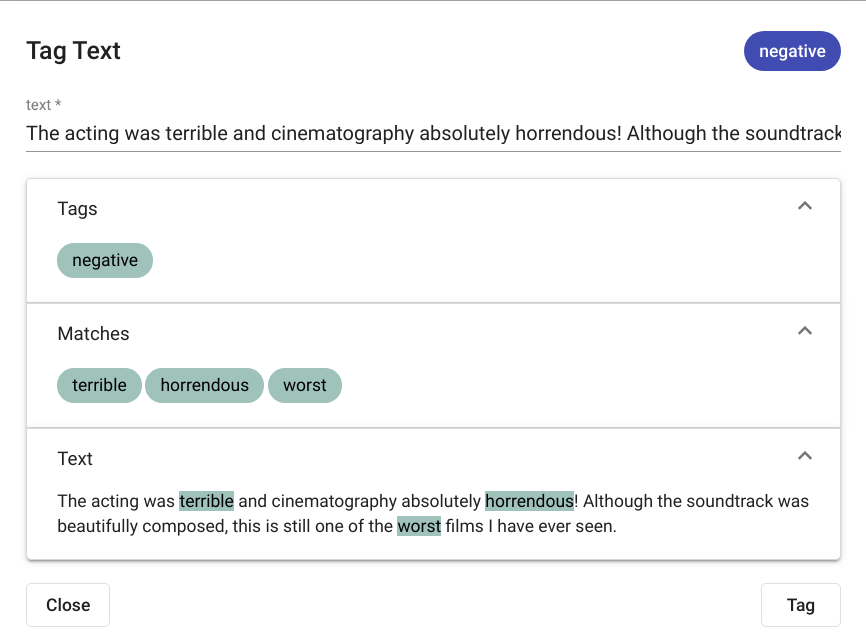 Tag Text
negative
text *
The acting was terrible and cinematography absolutely horrendous! Although the soundtrack
Tags
negative
Matches
terrible horrendous worst
Text
The acting was terrible and cinematography absolutely horrendous! Although the soundtrack was
beautifully composed, this is still one of the worst films I have ever seen.
Close
Tag